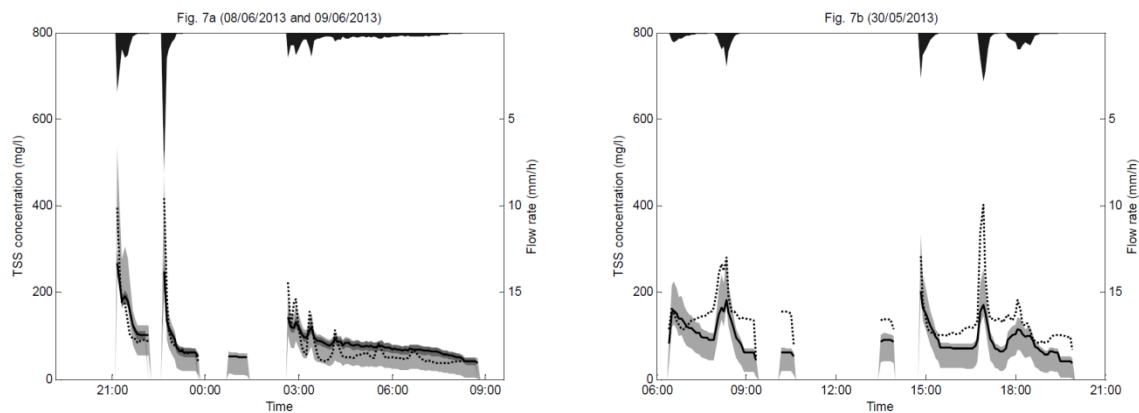 Fig. 7a (08/06/2013 and 09/06/2013)
800
600
400
200
0
TSS concentration (mg/l)
5
10
15
Flow rate (mm/h)
21:00 00:00 03:00 06:00 09:00
Time
Fig. 7b (30/05/2013)
800
600
400
200
0
TSS concentration (mg/l)
5
10
15
Flow rate (mm/h)
06:00 09:00 12:00 15:00 18:00 21:00
Time